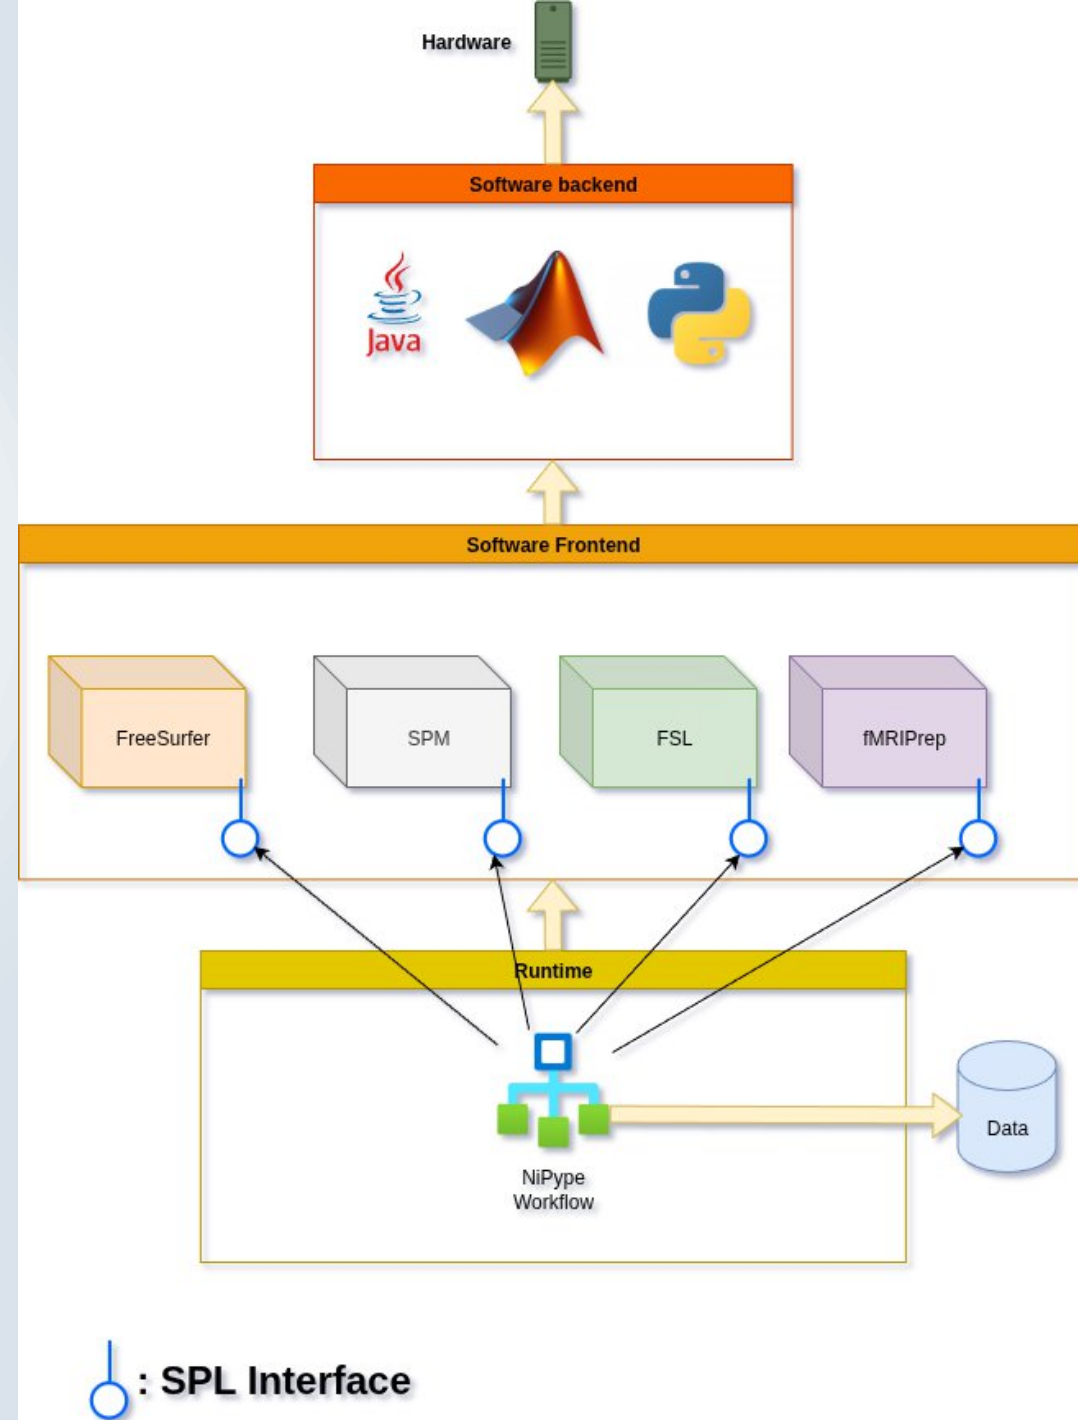 Hardware
Software backend
Java
Software Frontend
FreeSurfer
SPM
FSL
fMRIPrep
Runtime
Data
NiPype
Workflow
: SPL Interface